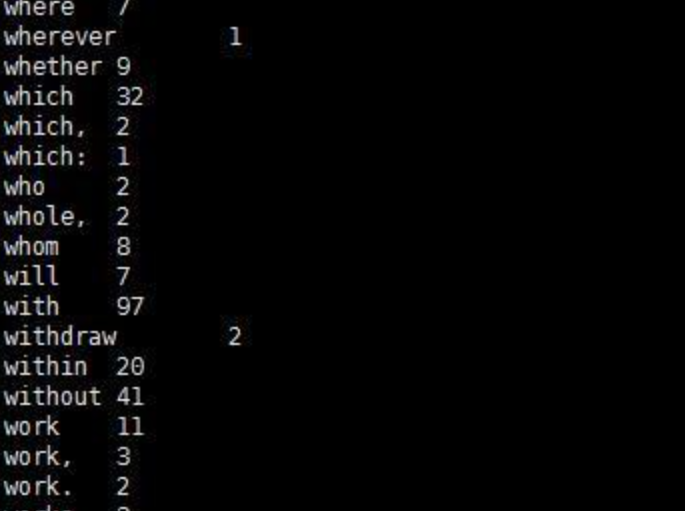 where 7
wherever 1
whether 9
which 32
which, 2
which: 1
who 2
whole, 2
whom 8
will 7
with 97
withdraw 2
within 20
without 41
work 11
work, 3
work. 2